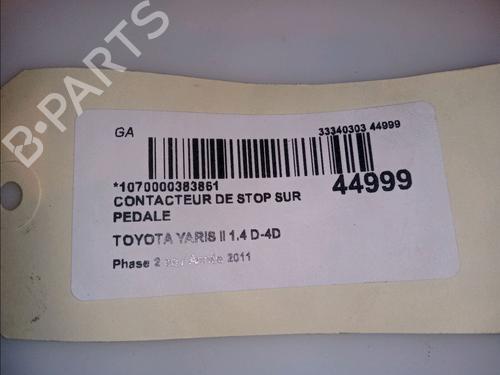 B-PARTS
GA
33340303 44999
*1070000383861
44999
CONTACTEUR DE STOP SUR
PEDALE
TOYOTA YARIS II 1.4 D-4D
Phase 2 Année 2011